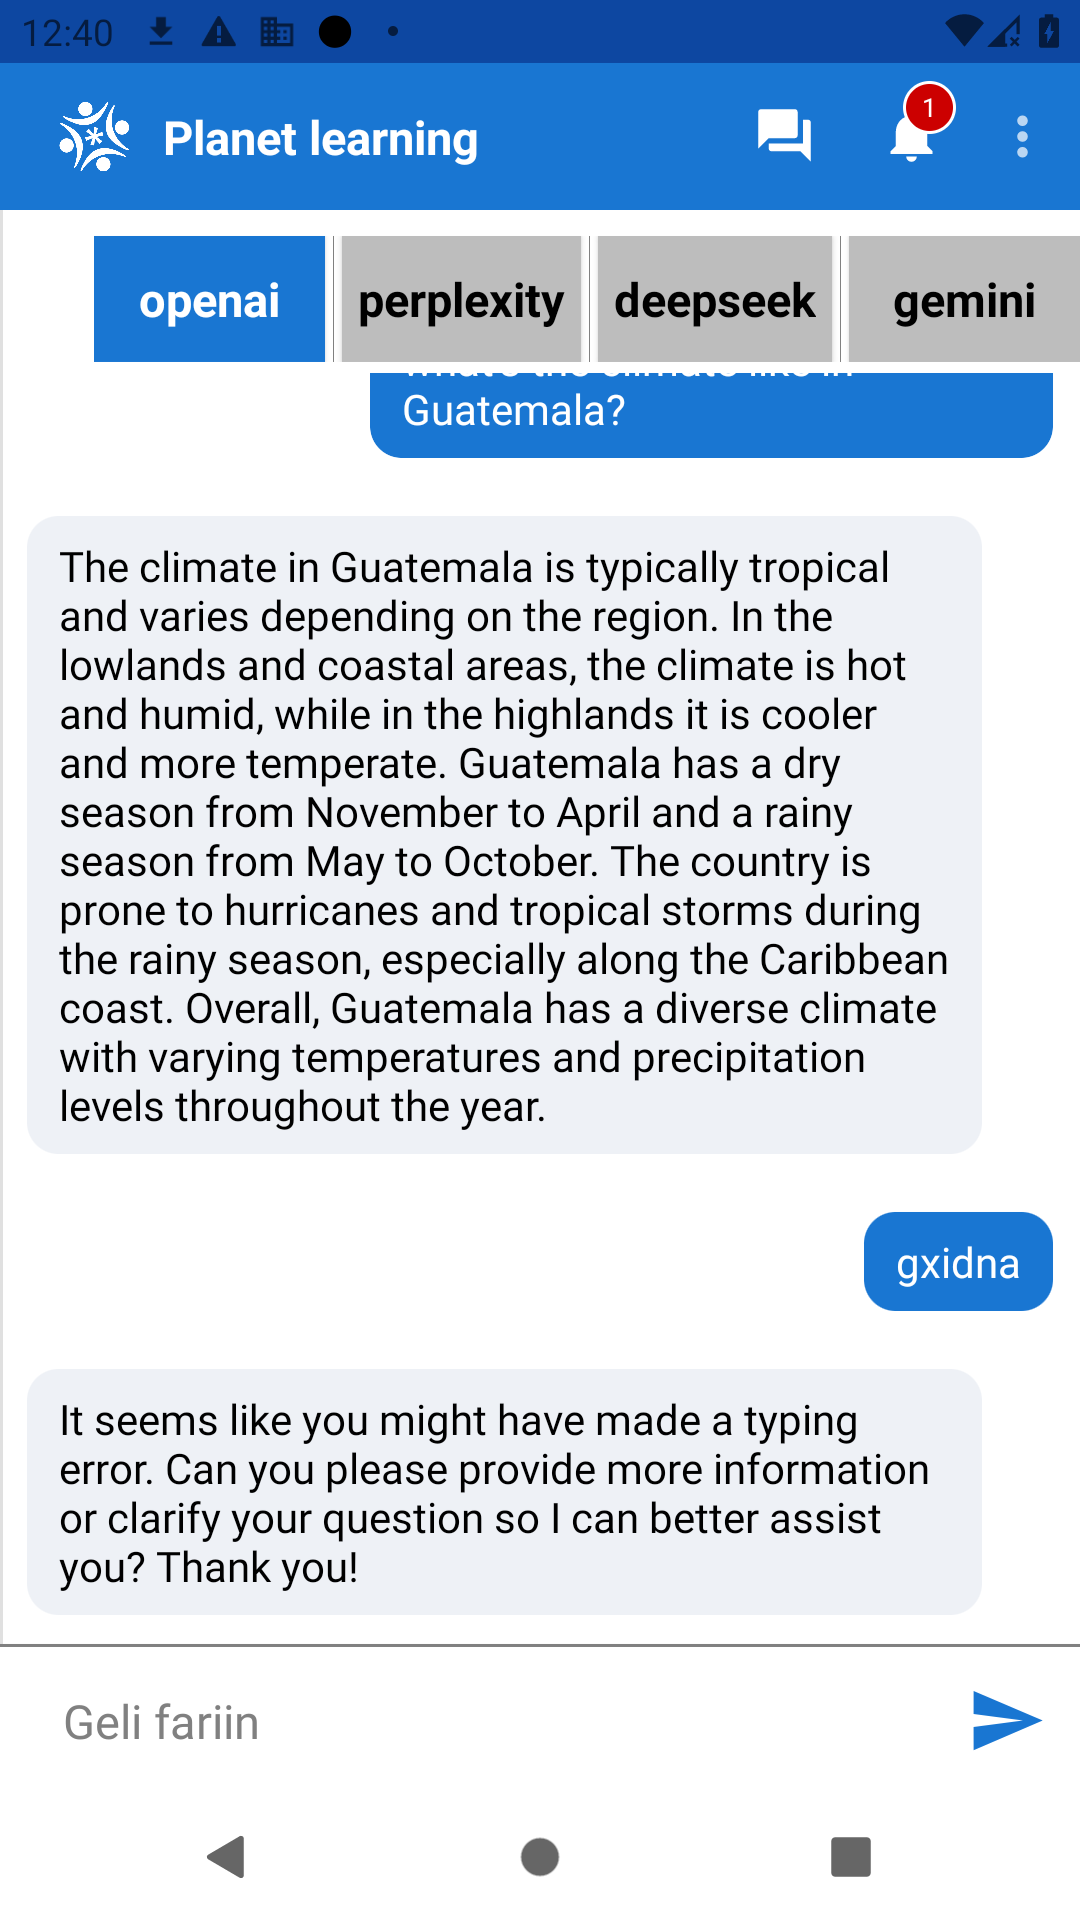 12:40
Planet learning
1
openai
perplexity
deepseek
gemini
what's the climate like in
Guatemala?
The climate in Guatemala is typically tropical
and varies depending on the region. In the
lowlands and coastal areas, the climate is hot
and humid, while in the highlands it is cooler
and more temperate. Guatemala has a dry
season from November to April and a rainy
season from May to October. The country is
prone to hurricanes and tropical storms during
the rainy season, especially along the Caribbean
coast. Overall, Guatemala has a diverse climate
with varying temperatures and precipitation
levels throughout the year.
gxidna
It seems like you might have made a typing
error. Can you please provide more information
or clarify your question so I can better assist
you? Thank you!
Geli fariin